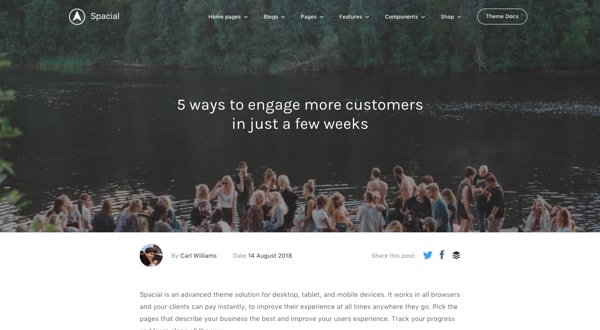 Spacial
Home pages Blogs Pages Features Components Shop Theme Docs
5 ways to engage more customers
in just a few weeks
By Carl Williams Date 14 August 2018 Share this post:
Spacial is an advanced theme solution for desktop, tablet, and mobile devices. It works in all browsers
and your clients can pay instantly, to improve their experience at all times anywhere they go. Pick the
pages that describe your business the best and improve your users experience. Track your progress